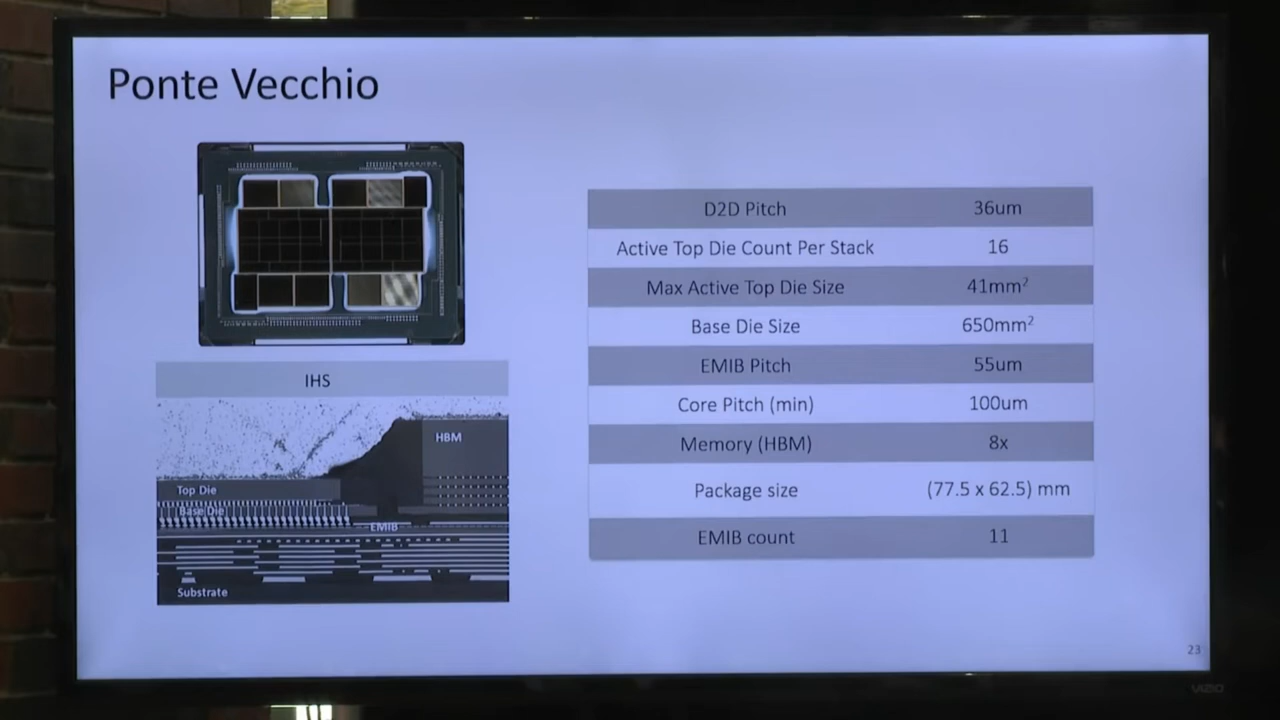 Ponte Vecchio
D2D Pitch 36um
Active Top Die Count Per Stack 16
Max Active Top Die Size 41mm²
Base Die Size 650mm²
EMIB Pitch 55um
Core Pitch (min) 100um
Memory (HBM) 8x
Package size (77.5 x 62.5) mm
EMIB count 11
IHS
HBM
Top Die
Base Die
EMIB
Substrate
23
VIZIO